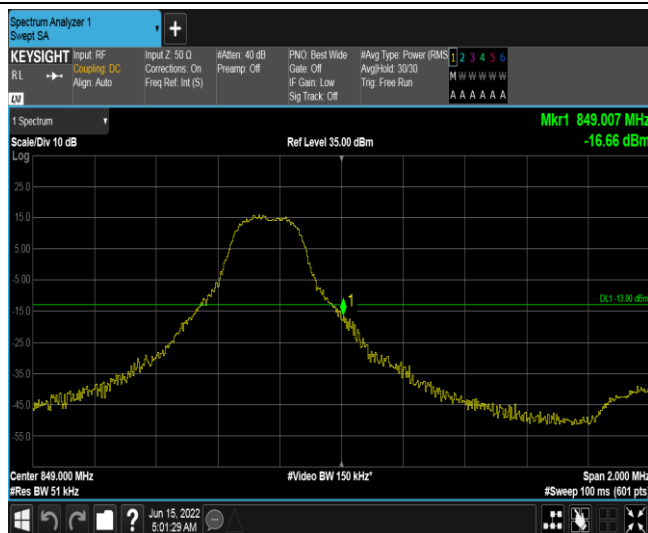 Spectrum Analyzer 1
Swept SA
+
KEYSIGHT
RL
LXI
Input: RF
Coupling: DC
Align: Auto
Input Z: 50 Ω
Corrections: On
Freq Ref: Int (S)
#Atten: 40 dB
Preamp: Off
PNO: Best Wide
Gate: Off
IF Gain: Low
Sig Track: Off
#Avg Type: Power (RMS
Avg|Hold: 30/30
Trig: Free Run
1 2 3 4 5 6
M W W W W W
A A A A A A
1 Spectrum
Mkr1 849.007 MHz
-16.66 dBm
Scale/Div 10 dB
Ref Level 35.00 dBm
Log
25.0
15.0
5.00
-5.00
-15.0
-25.0
-35.0
-45.0
-55.0
1
DL1 -13.00 dBm
Center 849.000 MHz
#Video BW 150 kHz*
Span 2.000 MHz
#Res BW 51 kHz
#Sweep 100 ms (601 pts)
?
Jun 15, 2022
5:01:29 AM